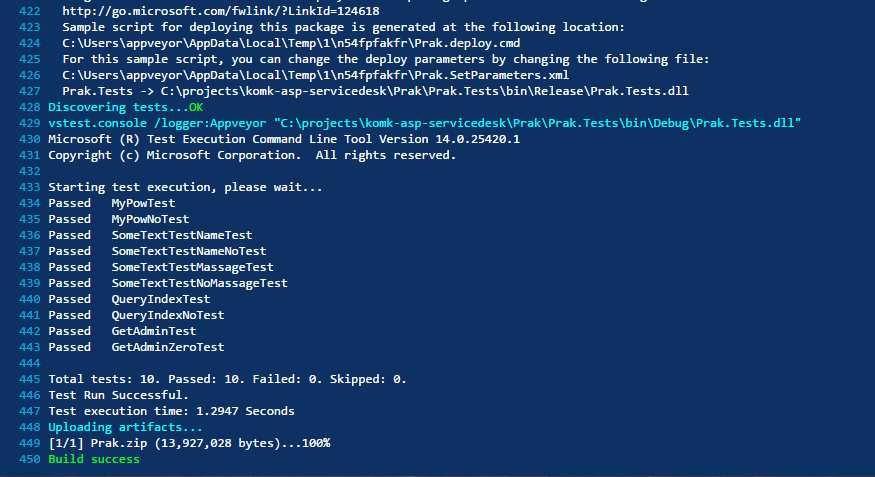 422 http://go.microsoft.com/fwlink/?LinkId=124618
423 Sample script for deploying this package is generated at the following location:
424 C:\Users\appveyor\AppData\Local\Temp\1\n54fpfakfr\Prak.deploy.cmd
425 For this sample script, you can change the deploy parameters by changing the following file:
426 C:\Users\appveyor\AppData\Local\Temp\1\n54fpfakfr\Prak.SetParameters.xml
427 Prak.Tests -> C:\projects\komk-asp-servicedesk\Prak\Prak.Tests\bin\Release\Prak.Tests.dll
428 Discovering tests...OK
429 vstest.console /logger:Appveyor "C:\projects\komk-asp-servicedesk\Prak\Prak.Tests\bin\Debug\Prak.Tests.dll"
430 Microsoft (R) Test Execution Command Line Tool Version 14.0.25420.1
431 Copyright (c) Microsoft Corporation.  All rights reserved.
432
433 Starting test execution, please wait...
434 Passed   MyPowTest
435 Passed   MyPowNoTest
436 Passed   SomeTextTestNameTest
437 Passed   SomeTextTestNameNoTest
438 Passed   SomeTextTestMassageTest
439 Passed   SomeTextTestNoMassageTest
440 Passed   QueryIndexTest
441 Passed   QueryIndexNoTest
442 Passed   GetAdminTest
443 Passed   GetAdminZeroTest
444
445 Total tests: 10. Passed: 10. Failed: 0. Skipped: 0.
446 Test Run Successful.
447 Test execution time: 1.2947 Seconds
448 Uploading artifacts...
449 [1/1] Prak.zip (13,927,028 bytes)...100%
450 Build success